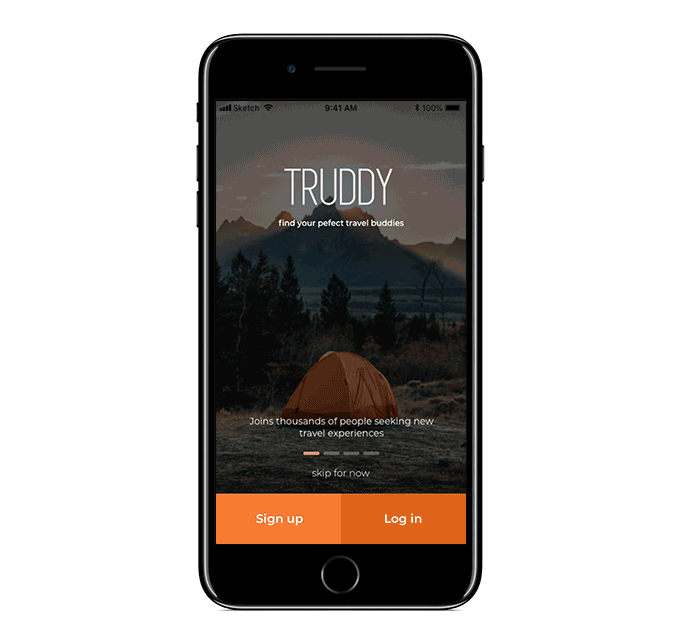 Sketch 9:41 AM 100%
TRUDDY
find your pefect travel buddies
Joins thousands of people seeking new
travel experiences
skip for now
Sign up Log in